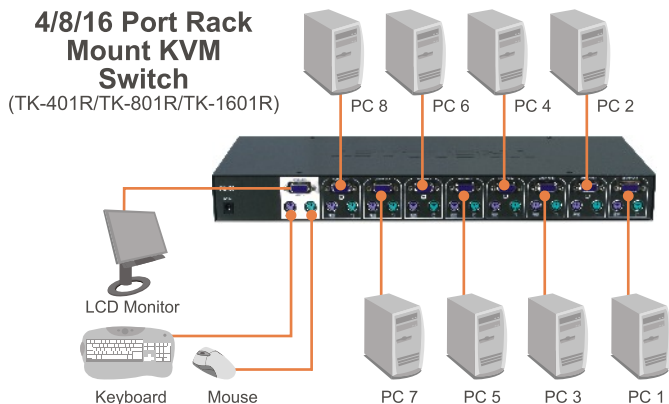 4/8/16 Port Rack
Mount KVM
Switch
(TK-401R/TK-801R/TK-1601R)
PC 8
PC 6
PC 4
PC 2
LCD Monitor
Keyboard
Mouse
PC 7
PC 5
PC 3
PC 1